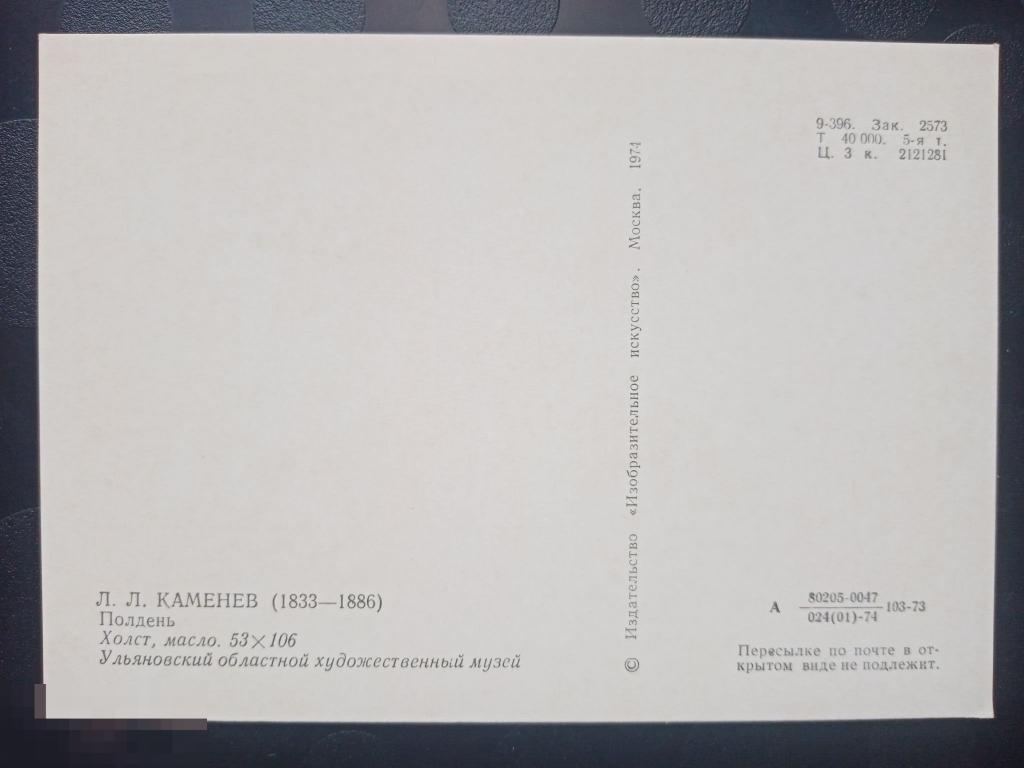 9-396. Зак. 2573
Т 40 000. 5-я т.
Ц. 3 к. 2121281
© Издательство «Изобразительное искусство». Москва. 1974
Л. Л. КАМЕНЕВ (1833—1886)
Полдень
Холст, масло. 53×106
Ульяновский областной художественный музей
А 80205-0047
024(01)-74 103-73
Пересылке по почте в от-
крытом виде не подлежит.